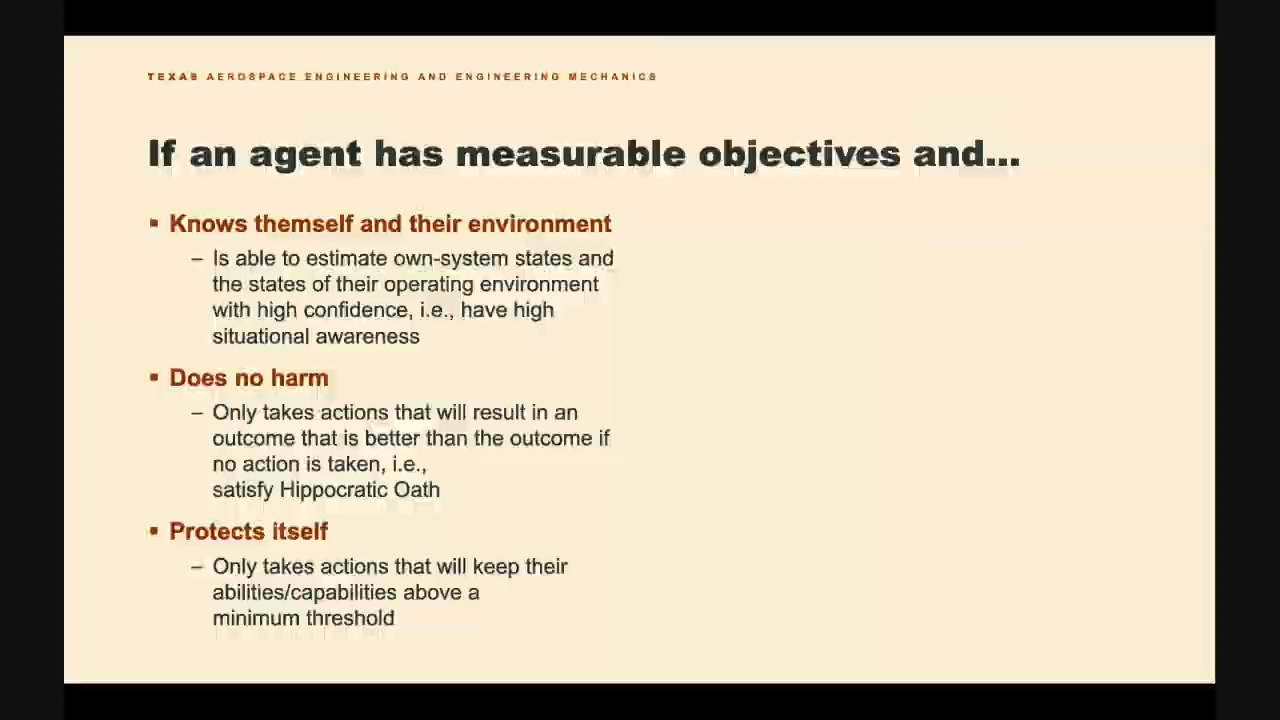 TEXAS AEROSPACE ENGINEERING AND ENGINEERING MECHANICS
If an agent has measurable objectives and...
▪ Knows themself and their environment
– Is able to estimate own-system states and
the states of their operating environment
with high confidence, i.e., have high
situational awareness
▪ Does no harm
– Only takes actions that will result in an
outcome that is better than the outcome if
no action is taken, i.e.,
satisfy Hippocratic Oath
▪ Protects itself
– Only takes actions that will keep their
abilities/capabilities above a
minimum threshold